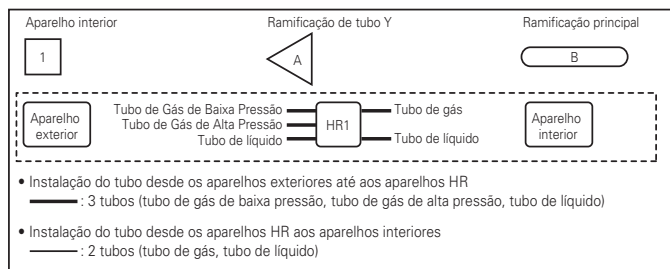 Aparelho interior
Ramificação de tubo Y
Ramificação principal
1
A
B
Aparelho
exterior
Tubo de Gás de Baixa Pressão
Tubo de Gás de Alta Pressão
Tubo de líquido
HR1
Tubo de gás
Tubo de líquido
Aparelho
interior
• Instalação do tubo desde os aparelhos exteriores até aos aparelhos HR
: 3 tubos (tubo de gás de baixa pressão, tubo de gás de alta pressão, tubo de líquido)
• Instalação do tubo desde os aparelhos HR aos aparelhos interiores
: 2 tubos (tubo de gás, tubo de líquido)